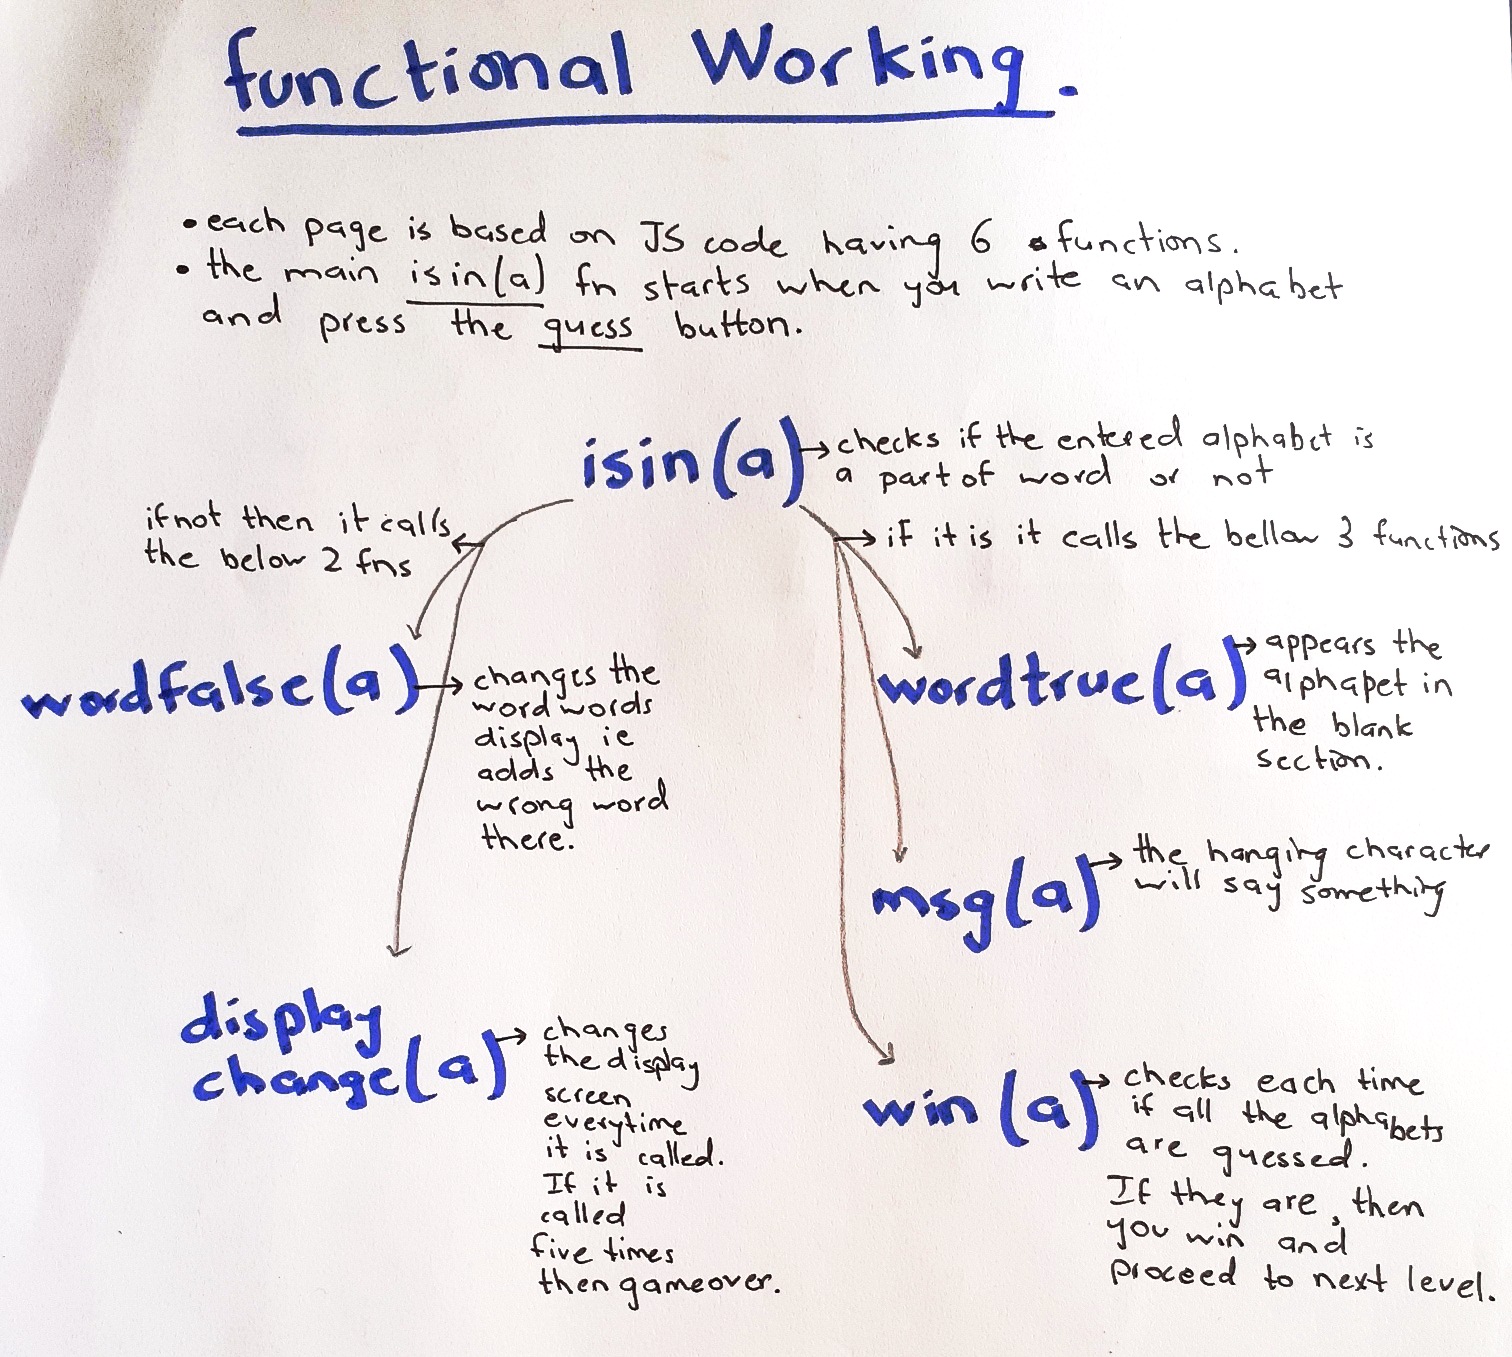 functional Working.
• each page is based on JS code having 6 functions.
• the main isin(a) fn starts when you write an alphabet
and press the guess button.
isin(a) → checks if the entered alphabet is
a part of word or not
if not then it calls
the below 2 fns
→ if it is it calls the bellow 3 functions
wordfalse(a) → changes the
word words
display ie
adds the
wrong word
there.
wordtrue(a) → appears the
alphapet in
the blank
section.
msg(a) → the hanging character
will say something
display
change(a) → changes
the display
screen
everytime
it is called.
If it is
called
five times
then gameover.
win(a) → checks each time
if all the alphabets
are guessed.
If they are, then
you win and
proceed to next level.